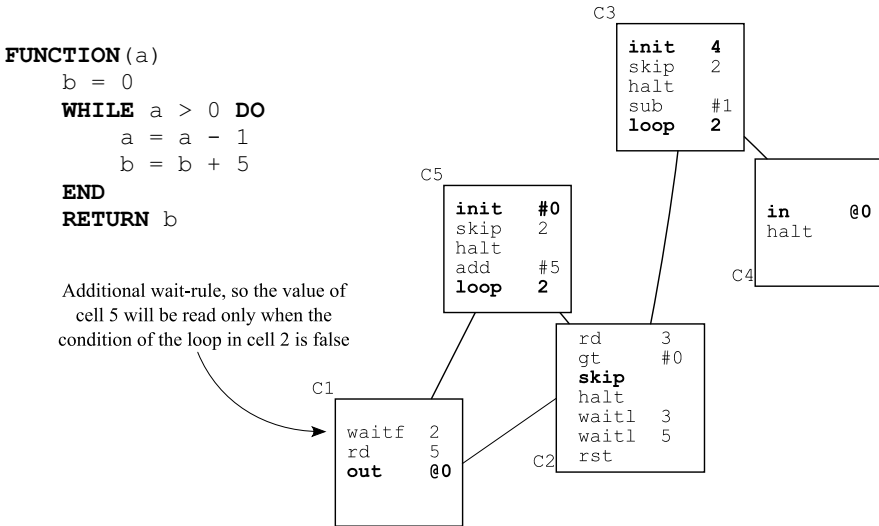 FUNCTION(a)
b = 0
WHILE a > 0 DO
a = a - 1
b = b + 5
END
RETURN b
Additional wait-rule, so the value of
cell 5 will be read only when the
condition of the loop in cell 2 is false
C3
init 4
skip 2
halt
sub #1
loop 2
C5
init #0
skip 2
halt
add #5
loop 2
in @0
halt
C4
C1
waitf 2
rd 5
out @0
rd 3
gt #0
skip
halt
waitl 3
waitl 5
rst
C2